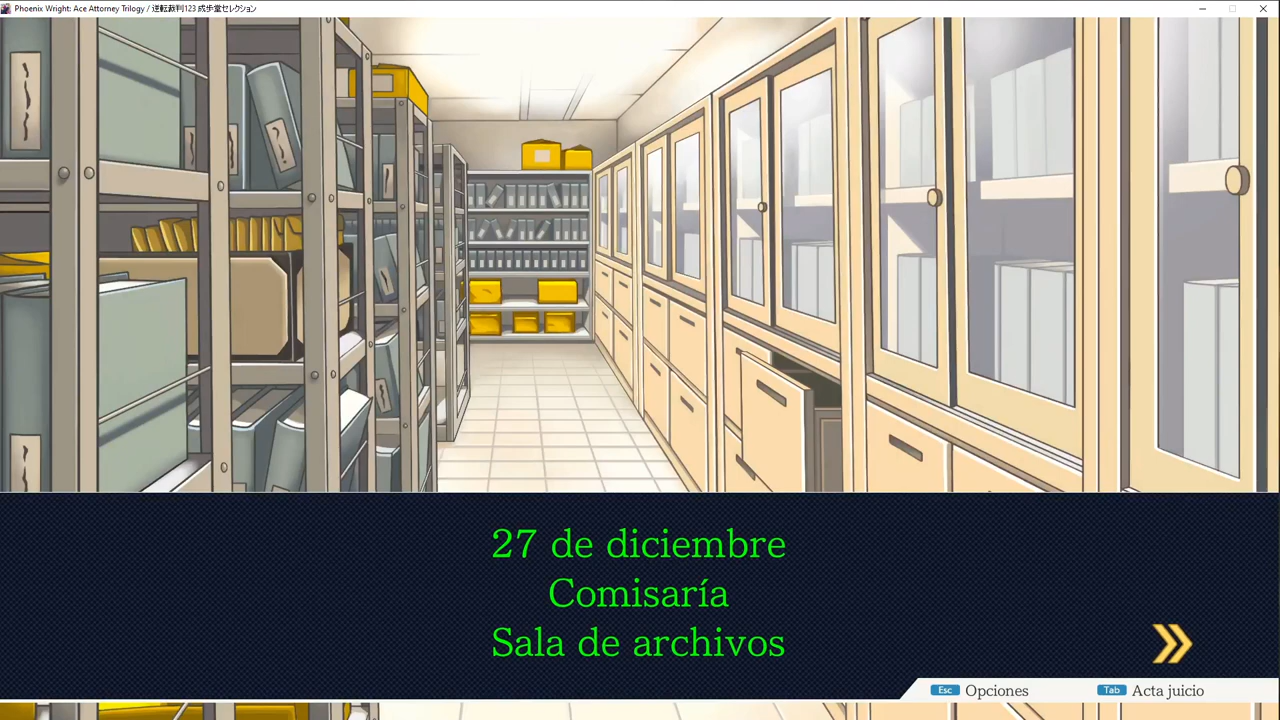 Phoenix Wright: Ace Attorney Trilogy / 逆転裁判123 成歩堂セレクション
27 de diciembre
Comisaría
Sala de archivos
Esc Opciones Tab Acta juicio